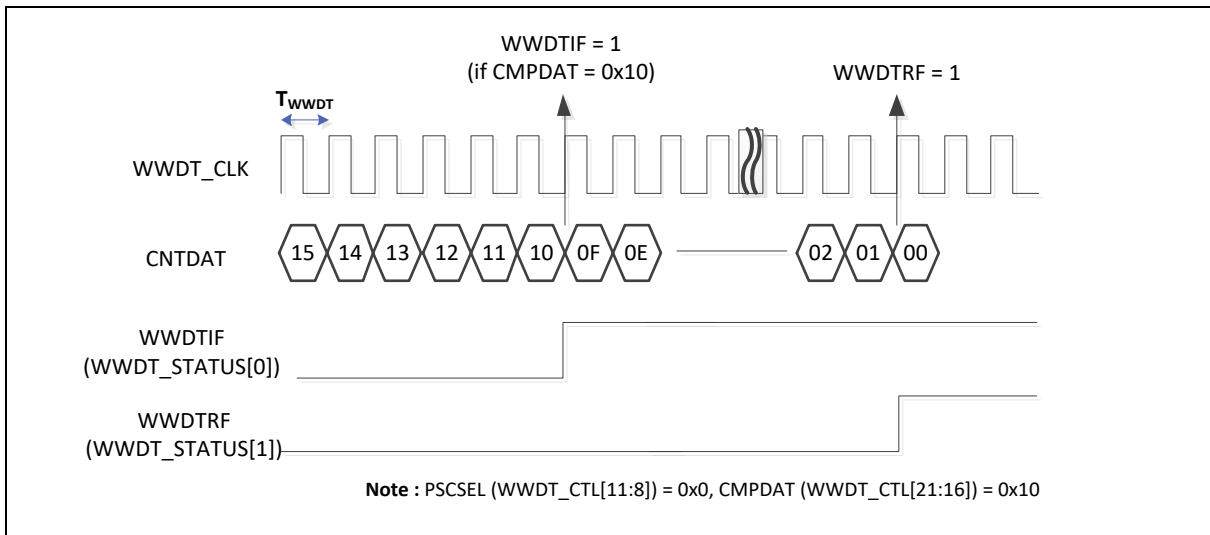 WWDTIF = 1
(if CMPDAT = 0x10)
WWDTRF = 1
TWWDT
WWDT_CLK
CNTDAT
15 14 13 12 11 10 0F 0E 02 01 00
WWDTIF
(WWDT_STATUS[0])
WWDTRF
(WWDT_STATUS[1])
Note : PSCSEL (WWDT_CTL[11:8]) = 0x0, CMPDAT (WWDT_CTL[21:16]) = 0x10